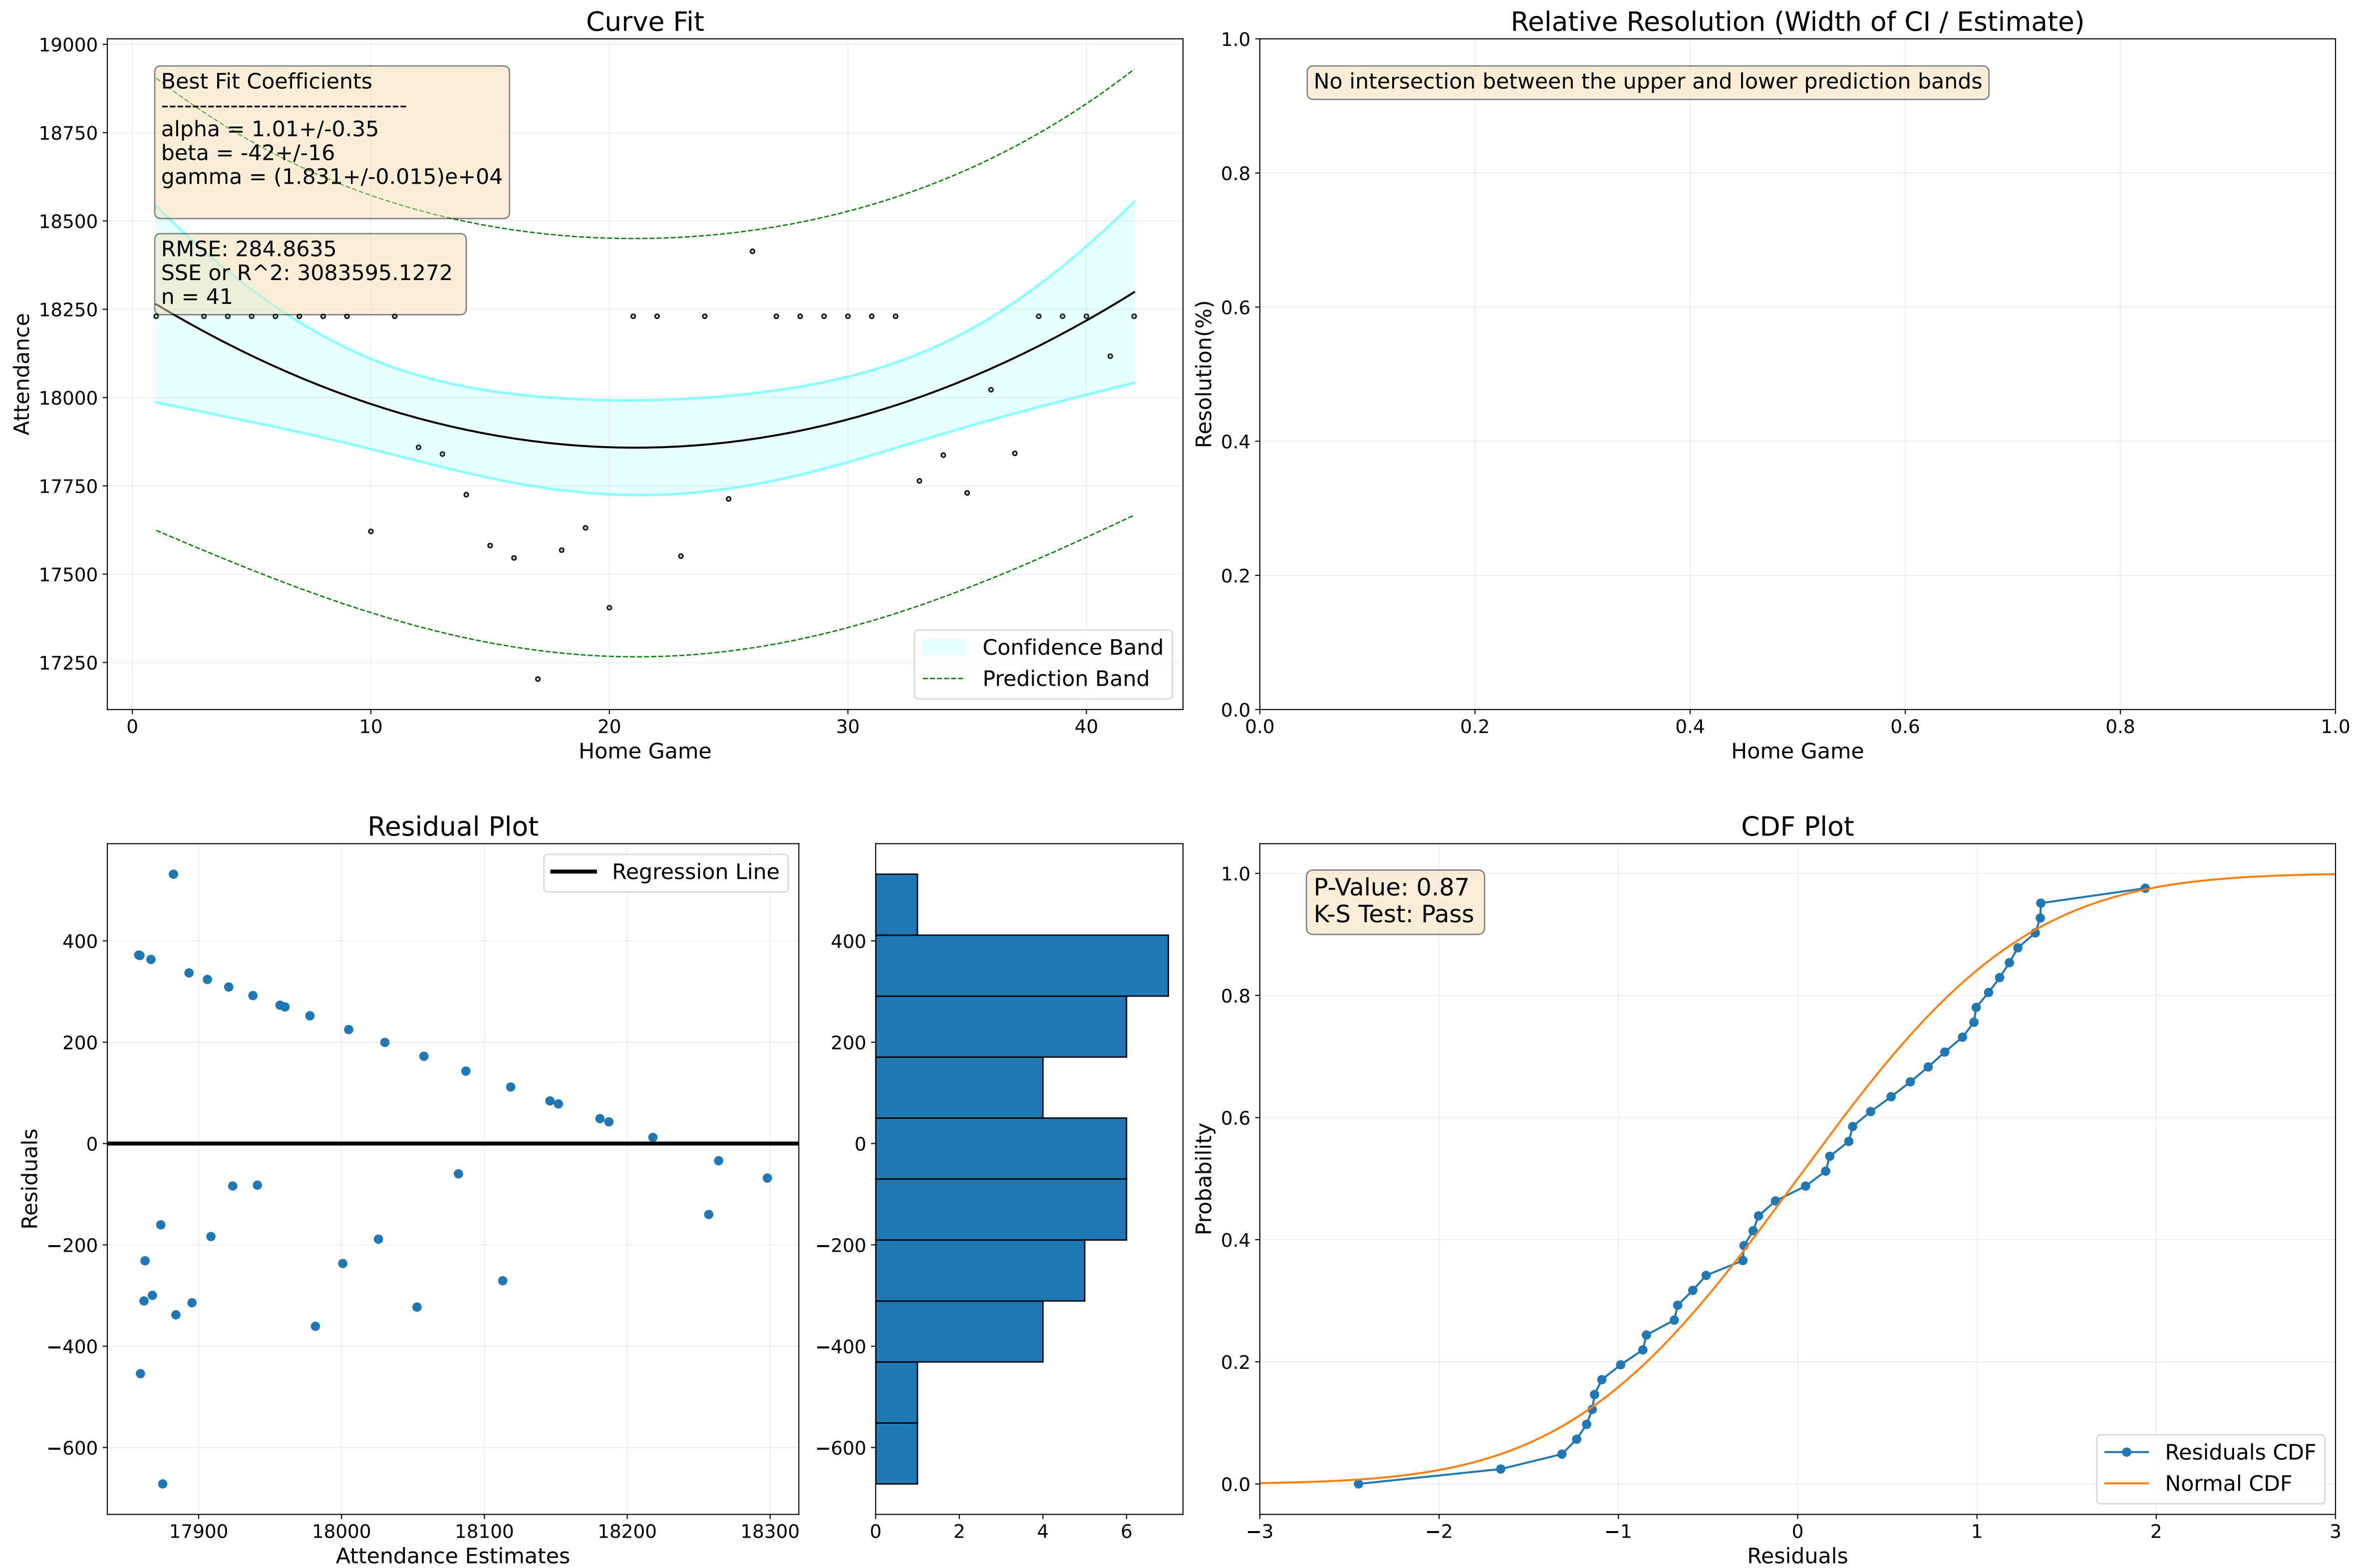 Curve Fit
19000
18750
18500
18250
18000
17750
17500
17250
Attendance
Best Fit Coefficients
------------------------------
alpha = 1.01+/-0.35
beta = -42+/-16
gamma = (1.831+/-0.015)e+04
RMSE: 284.8635
SSE or R^2: 3083595.1272
n = 41
Confidence Band
Prediction Band
0 10 20 30 40
Home Game
Relative Resolution (Width of CI / Estimate)
1.0
0.8
0.6
0.4
0.2
0.0
Resolution(%)
No intersection between the upper and lower prediction bands
0.0 0.2 0.4 0.6 0.8 1.0
Home Game
Residual Plot
Regression Line
400
200
0
−200
−400
−600
Residuals
17900 18000 18100 18200 18300
Attendance Estimates
400
200
0
−200
−400
−600
0 2 4 6
CDF Plot
1.0
0.8
0.6
0.4
0.2
0.0
Probability
P-Value: 0.87
K-S Test: Pass
Residuals CDF
Normal CDF
−3 −2 −1 0 1 2 3
Residuals